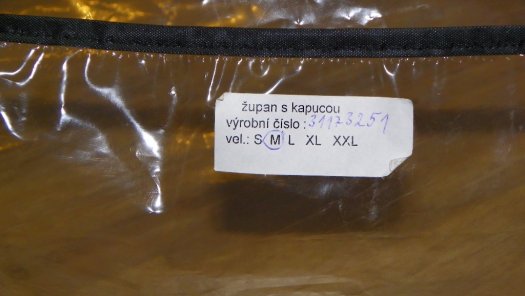 župan s kapucou
výrobní číslo : 31173251
vel.: S M L XL XXL